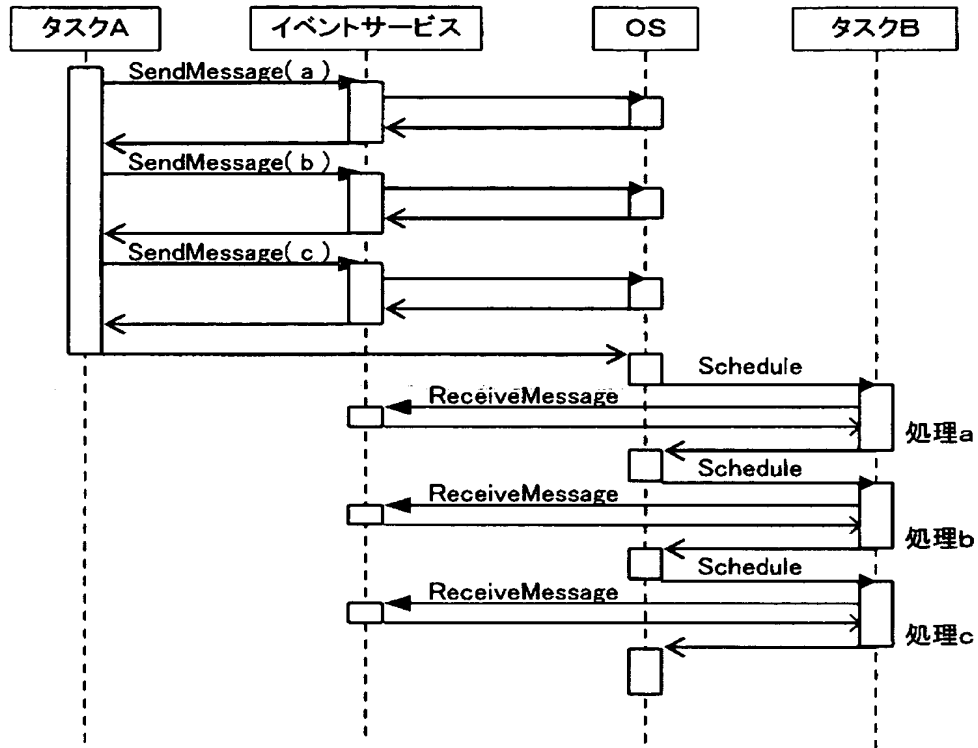 タスクA
イベントサービス
OS
タスクB
SendMessage( a )
SendMessage( b )
SendMessage( c )
Schedule
ReceiveMessage
処理a
Schedule
ReceiveMessage
処理b
Schedule
ReceiveMessage
処理c